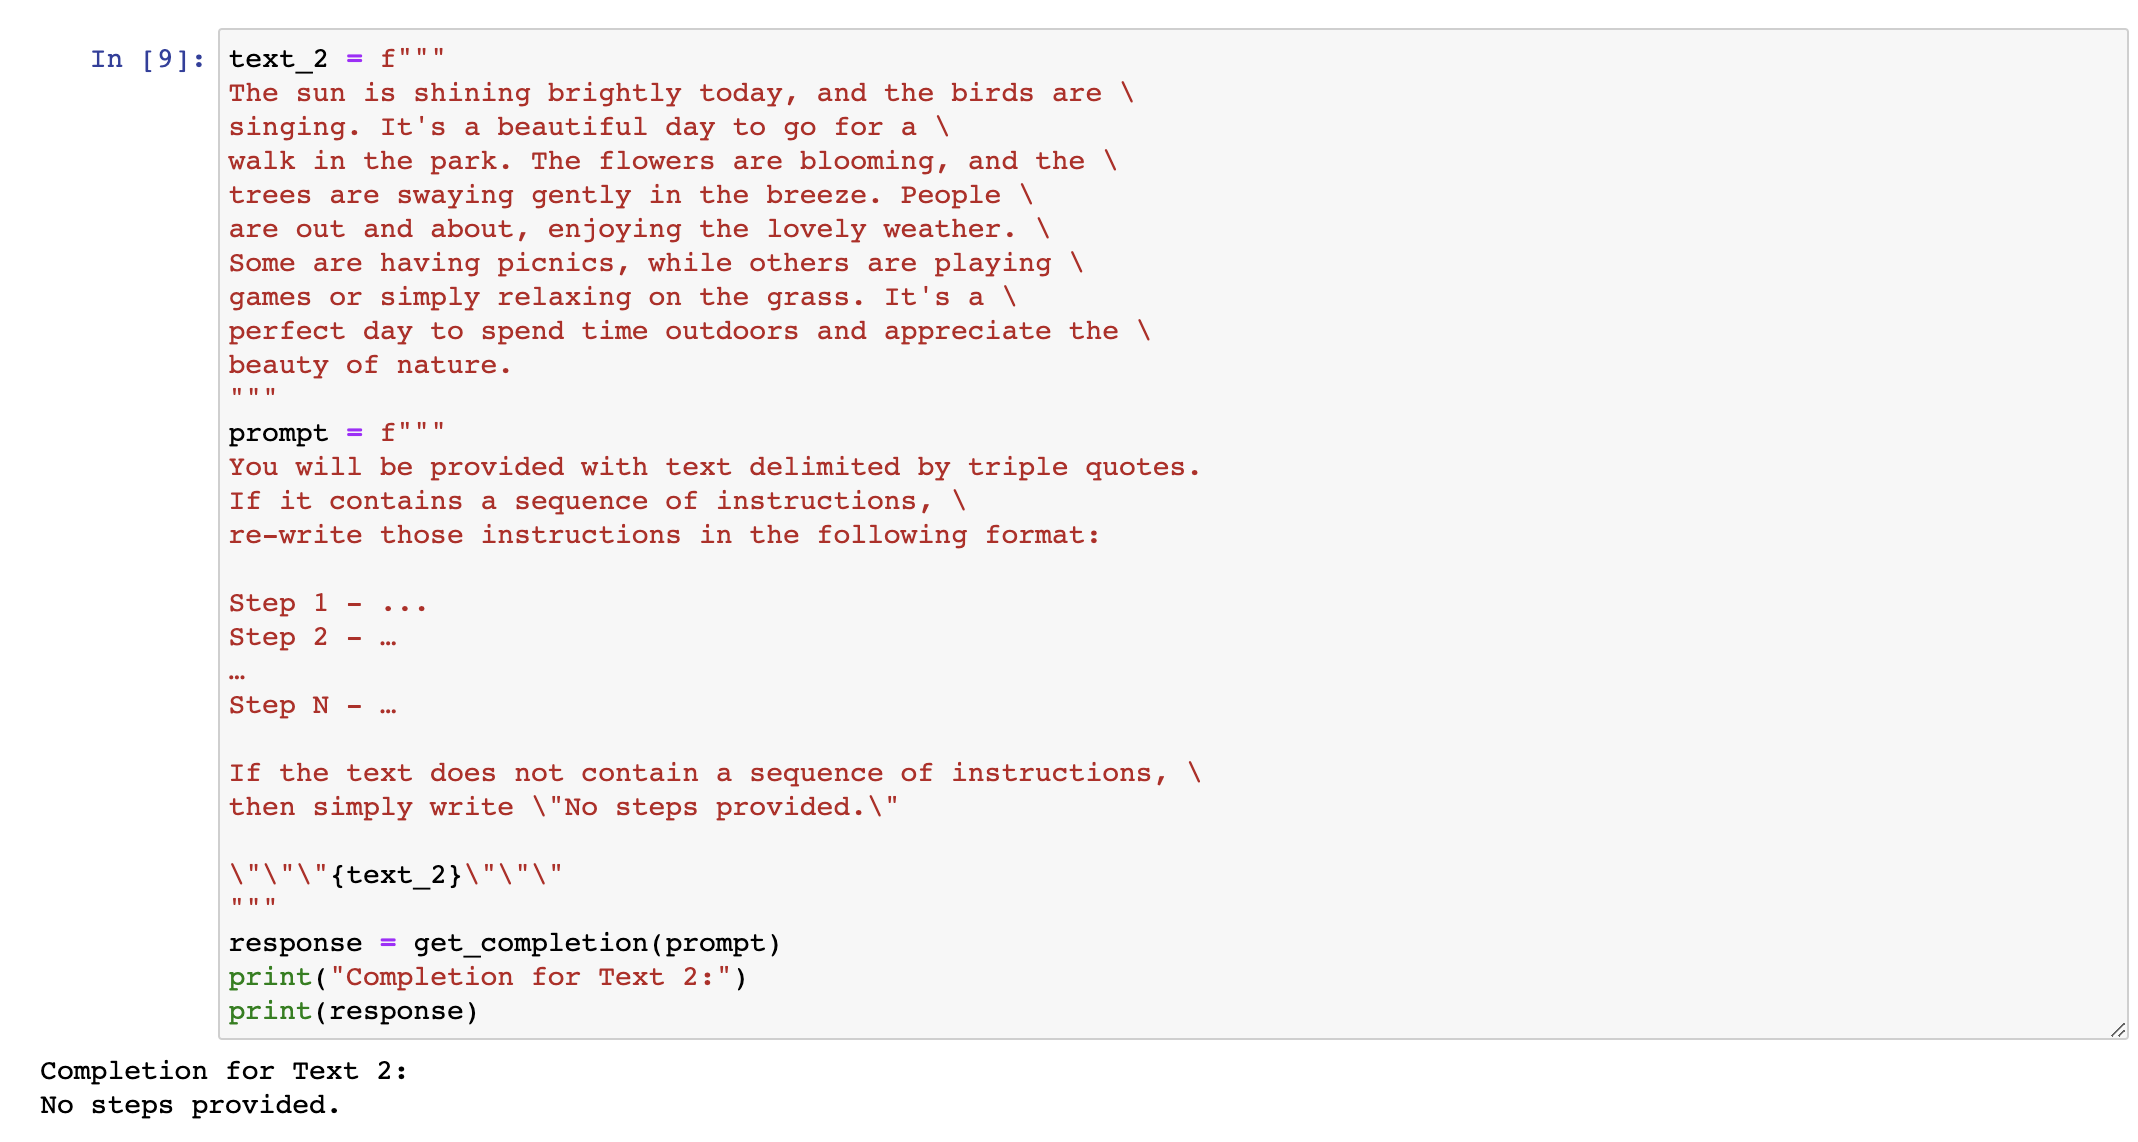 In [9]: text_2 = f"""
The sun is shining brightly today, and the birds are \
singing. It's a beautiful day to go for a \
walk in the park. The flowers are blooming, and the \
trees are swaying gently in the breeze. People \
are out and about, enjoying the lovely weather. \
Some are having picnics, while others are playing \
games or simply relaxing on the grass. It's a \
perfect day to spend time outdoors and appreciate the \
beauty of nature.
"""
prompt = f"""
You will be provided with text delimited by triple quotes.
If it contains a sequence of instructions, \
re-write those instructions in the following format:

Step 1 - ...
Step 2 - …
…
Step N - …

If the text does not contain a sequence of instructions, \
then simply write \"No steps provided.\"

\"\"\"{text_2}\"\"\"
"""
response = get_completion(prompt)
print("Completion for Text 2:")
print(response)
Completion for Text 2:
No steps provided.